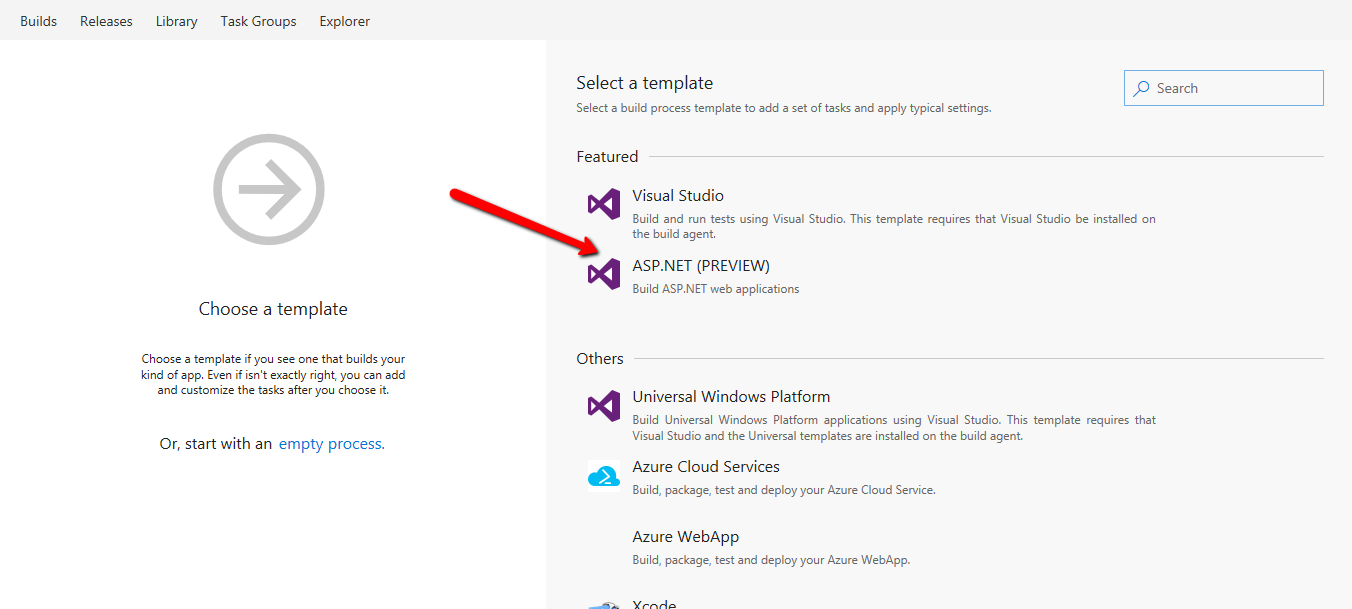 Builds Releases Library Task Groups Explorer
Choose a template
Choose a template if you see one that builds your
kind of app. Even if isn't exactly right, you can add
and customize the tasks after you choose it.
Or, start with an empty process.
Select a template
Search
Select a build process template to add a set of tasks and apply typical settings.
Featured
Visual Studio
Build and run tests using Visual Studio. This template requires that Visual Studio be installed on
the build agent.
ASP.NET (PREVIEW)
Build ASP.NET web applications
Others
Universal Windows Platform
Build Universal Windows Platform applications using Visual Studio. This template requires that
Visual Studio and the Universal templates are installed on the build agent.
Azure Cloud Services
Build, package, test and deploy your Azure Cloud Service.
Azure WebApp
Build, package, test and deploy your Azure WebApp.
Xcode